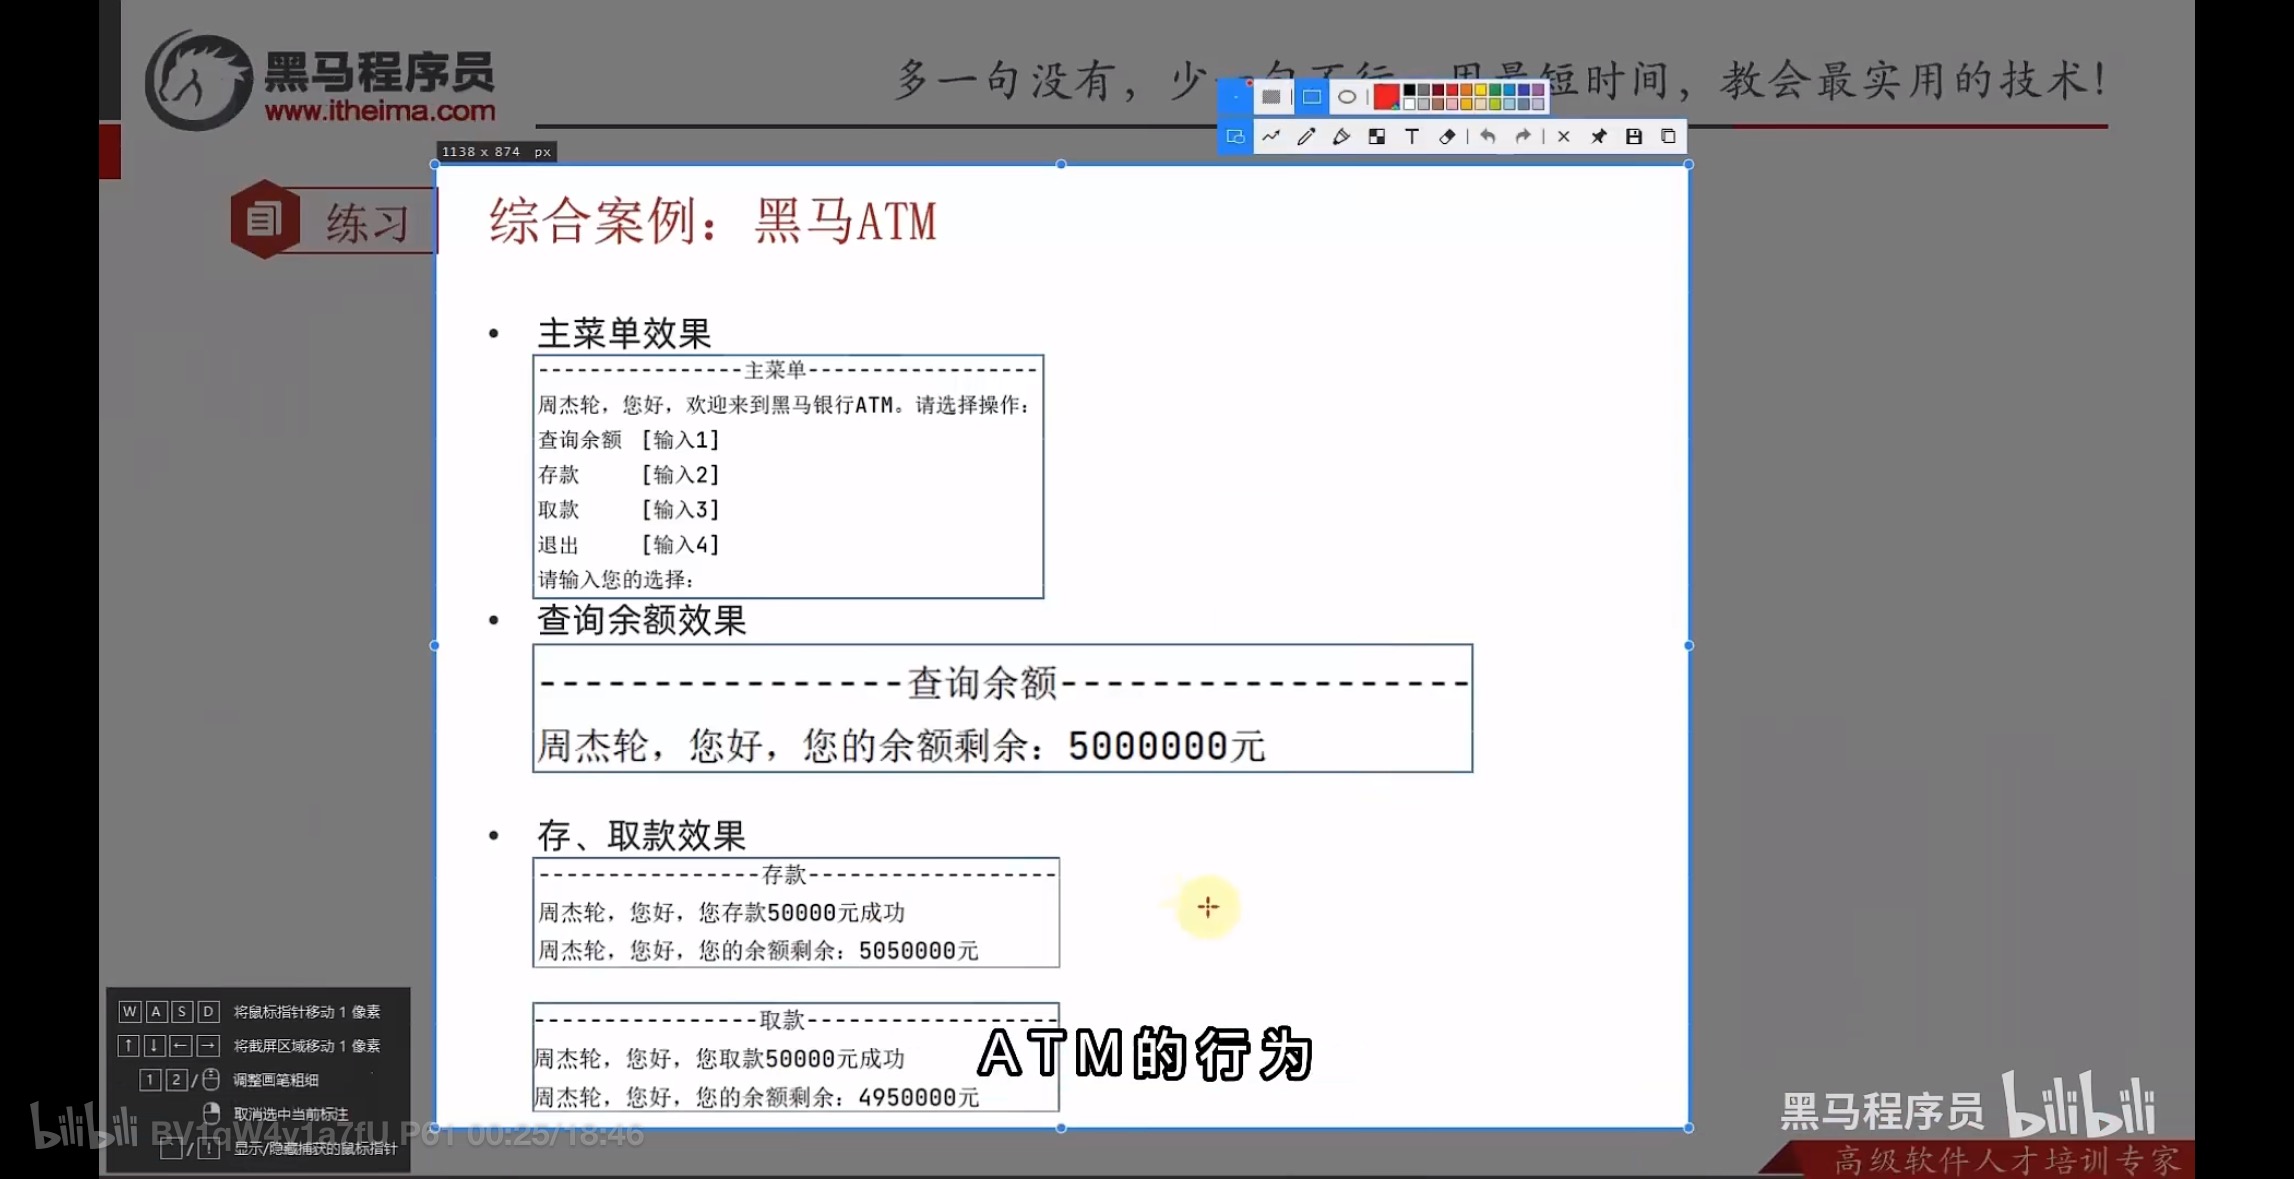 黑马程序员
www.itheima.com
多一句没有，少一句不行，用最短时间，教会最实用的技术！
1138 x 874 px
练习
综合案例：黑马ATM
• 主菜单效果
----------------主菜单------------------
周杰轮，您好，欢迎来到黑马银行ATM。请选择操作：
查询余额 [输入1]
存款 [输入2]
取款 [输入3]
退出 [输入4]
请输入您的选择：
• 查询余额效果
----------------查询余额------------------
周杰轮，您好，您的余额剩余：5000000元
• 存、取款效果
----------------存款------------------
周杰轮，您好，您存款50000元成功
周杰轮，您好，您的余额剩余：5050000元
----------------取款------------------
周杰轮，您好，您取款50000元成功
周杰轮，您好，您的余额剩余：4950000元
ATM的行为
W A S D 将鼠标指针移动 1 像素
↑ ↓ ← → 将截屏区域移动 1 像素
1 2 / 调整画笔粗细
取消选中当前标注
显示/隐藏捕获的鼠标指针
bilibili BV1qW4y1a7fU P61 00:25/18:46
黑马程序员 bilibili
高级软件人才培训专家